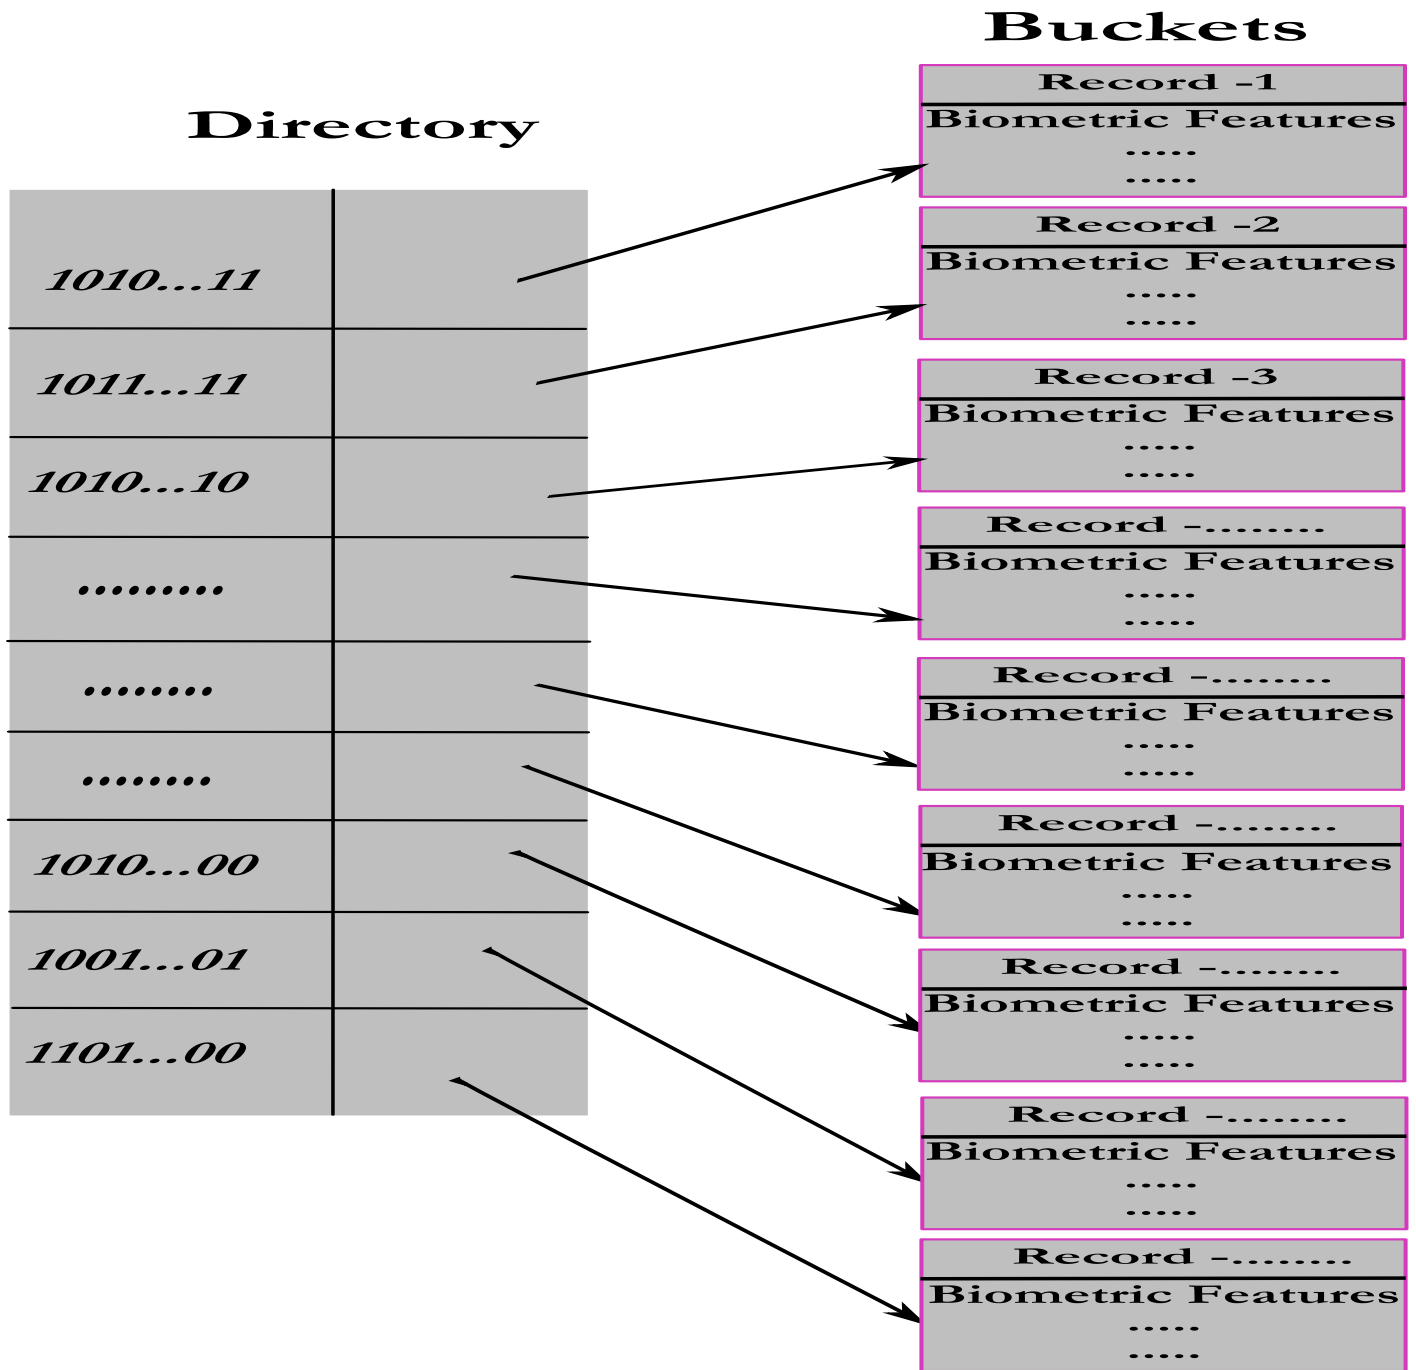 Buckets
Directory
1010...11
1011...11
1010...10
.........
........
........
1010...00
1001...01
1101...00
Record -1
Biometric Features
.....
.....
Record -2
Biometric Features
.....
.....
Record -3
Biometric Features
.....
.....
Record -........
Biometric Features
.....
.....
Record -........
Biometric Features
.....
.....
Record -........
Biometric Features
.....
.....
Record -........
Biometric Features
.....
.....
Record -........
Biometric Features
.....
.....
Record -........
Biometric Features
.....
.....